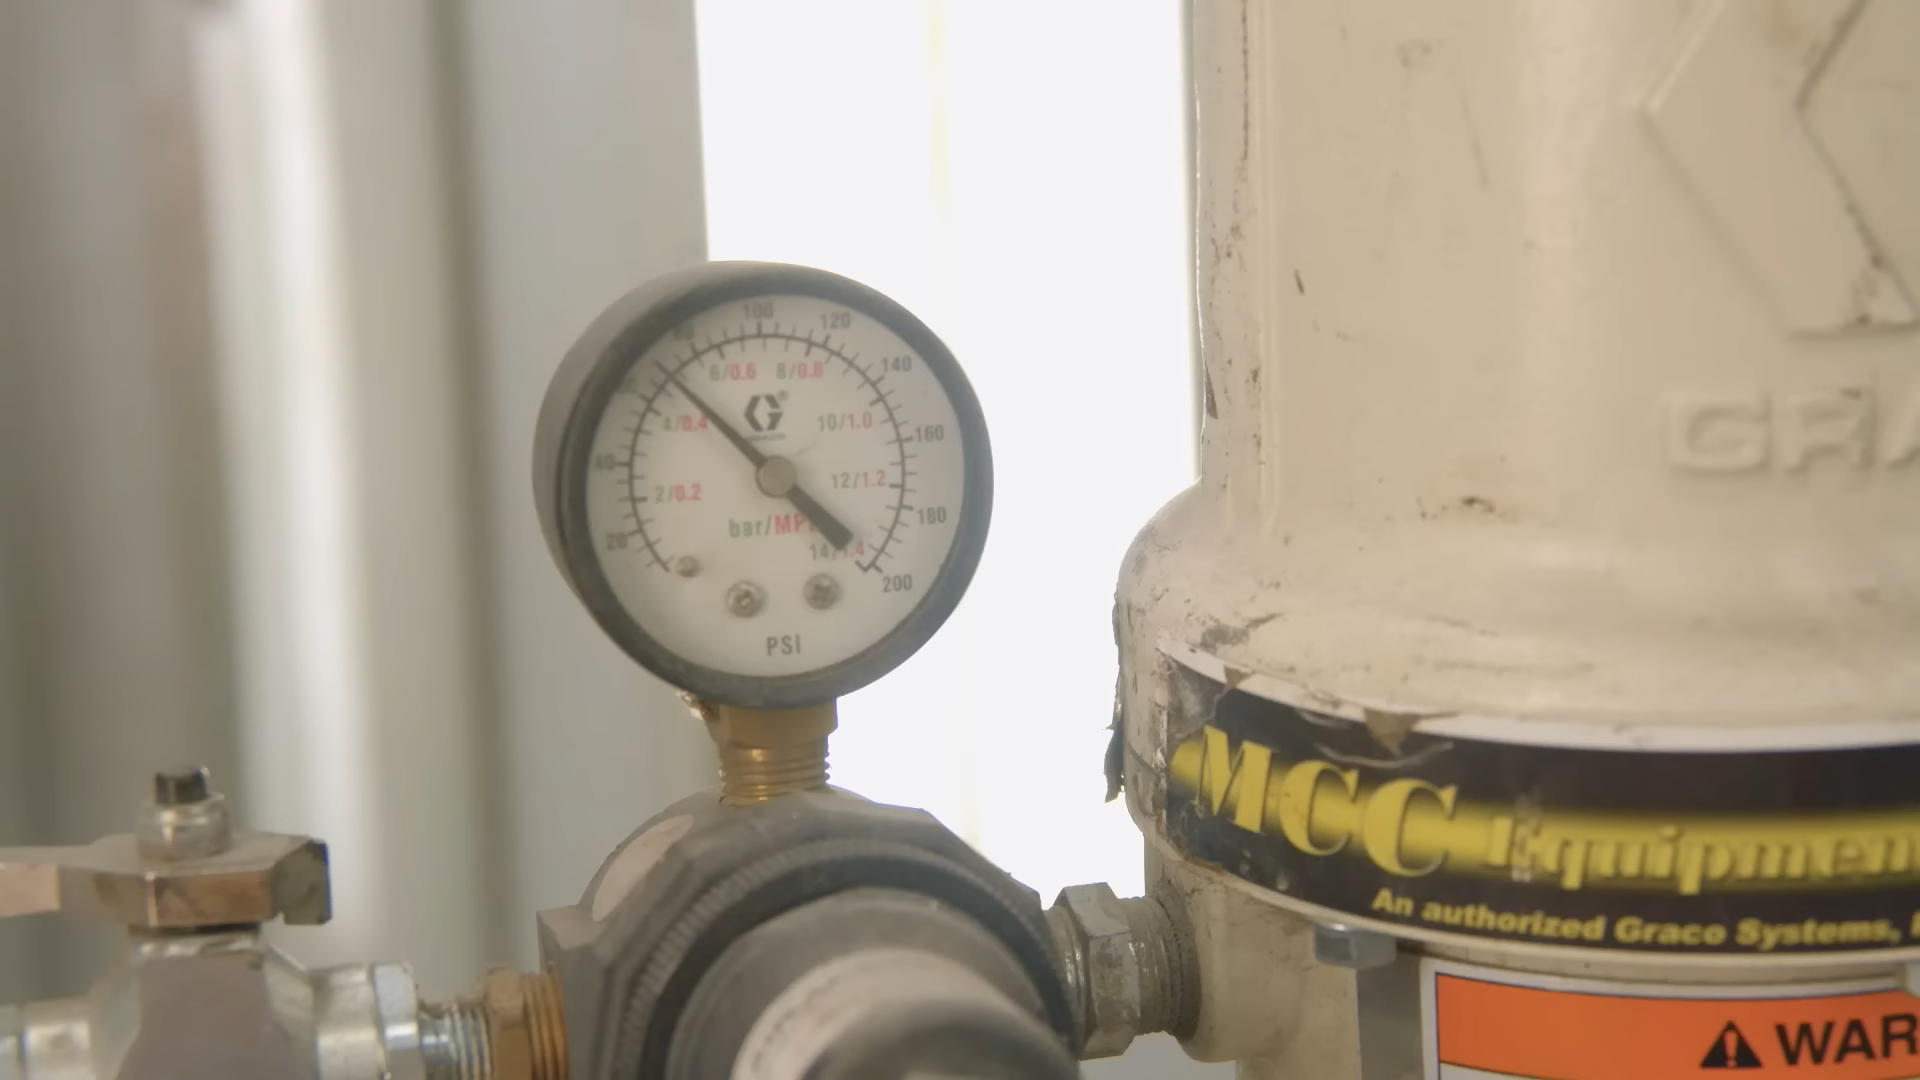 100
80
120
140
6/0.6 8/0.8
4/0.4
10/1.0
160
40
2/0.2
12/1.2
bar/MP
180
20
14/1.4
200
PSI
GRA
MCC Equipmen
An authorized Graco Systems,
WAR